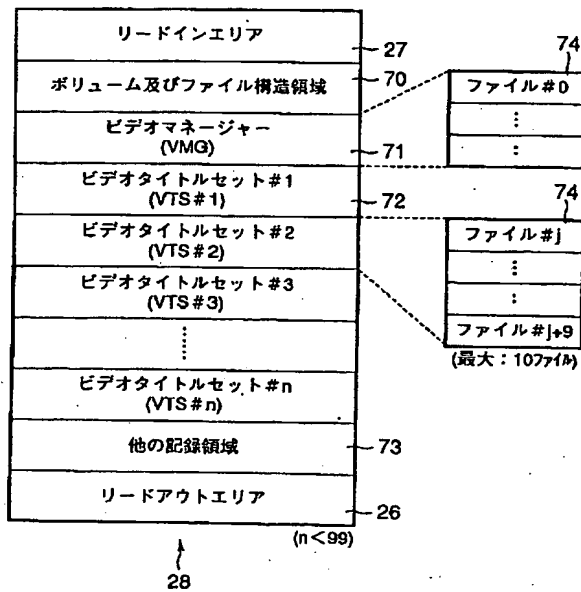 リードインエリア
27
ボリューム及びファイル構造領域
70
ビデオマネージャー
(VMG)
71
ビデオタイトルセット#1
(VTS#1)
72
ビデオタイトルセット#2
(VTS#2)
ビデオタイトルセット#3
(VTS#3)
ビデオタイトルセット#n
(VTS#n)
他の記録領域
73
リードアウトエリア
26
(n<99)
28
74
ファイル#0
74
ファイル#j
ファイル#j+9
(最大:10ファイル)